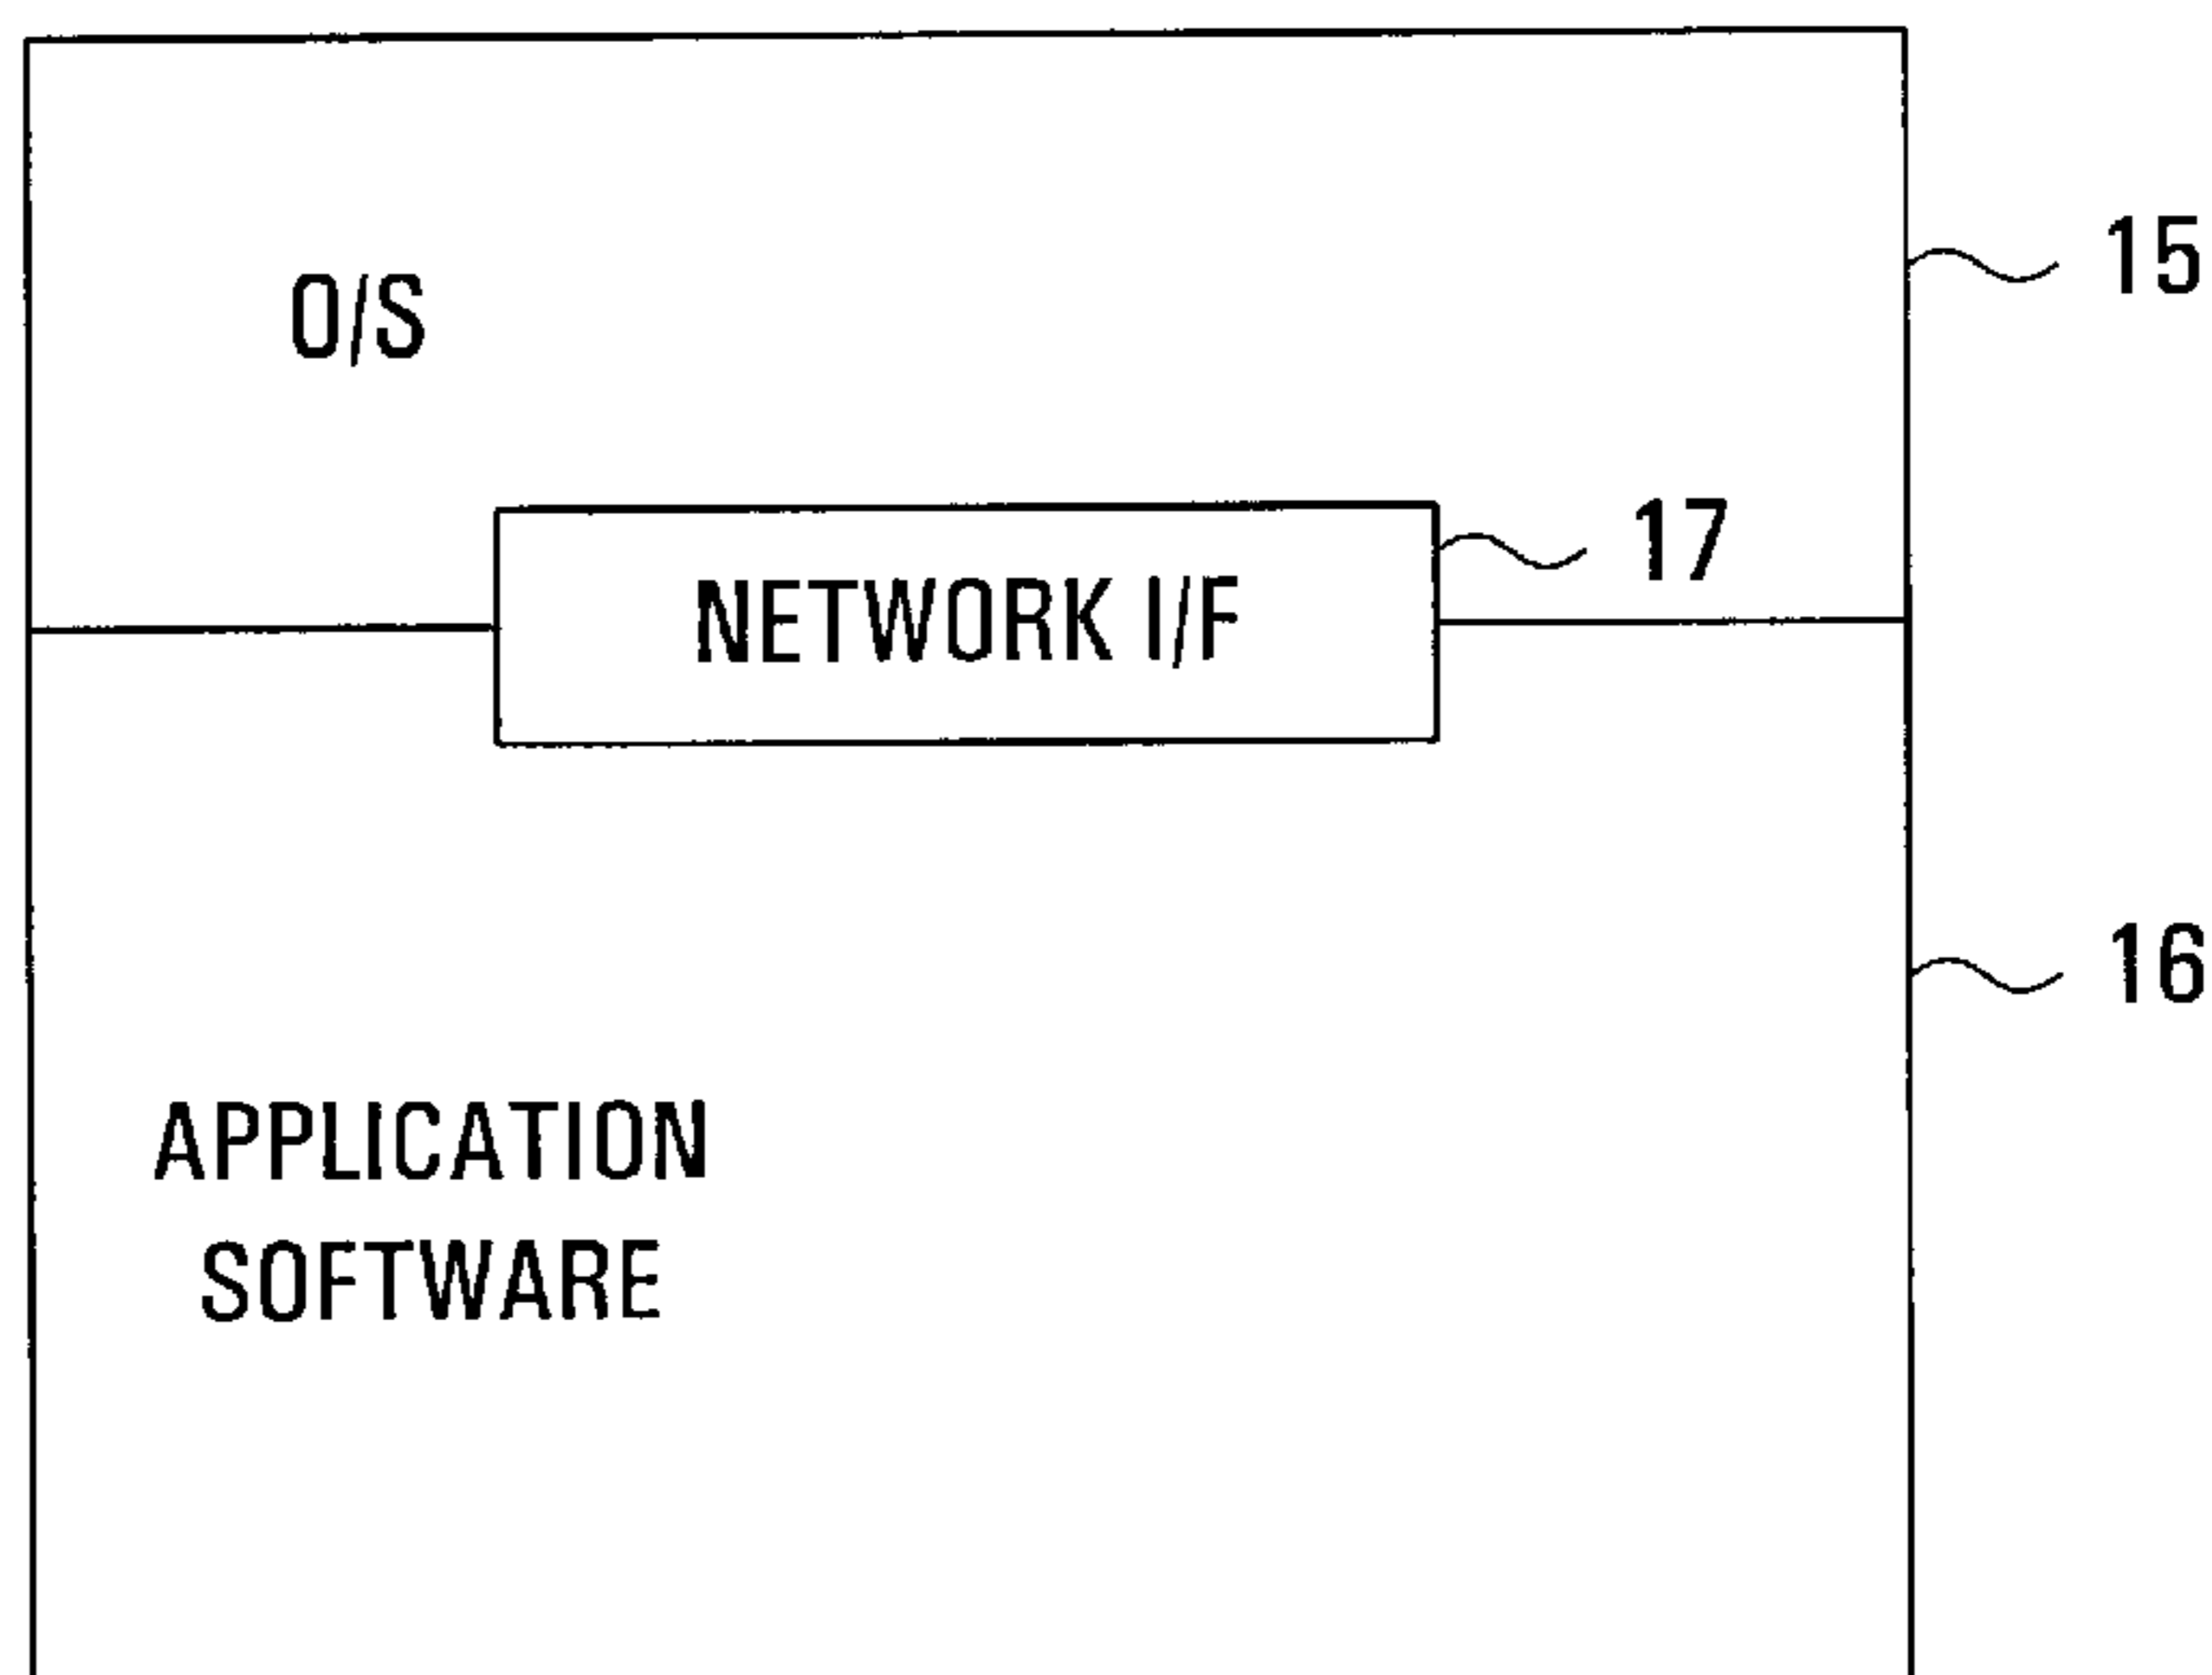 O/S
15
17
NETWORK I/F
16
APPLICATION
SOFTWARE